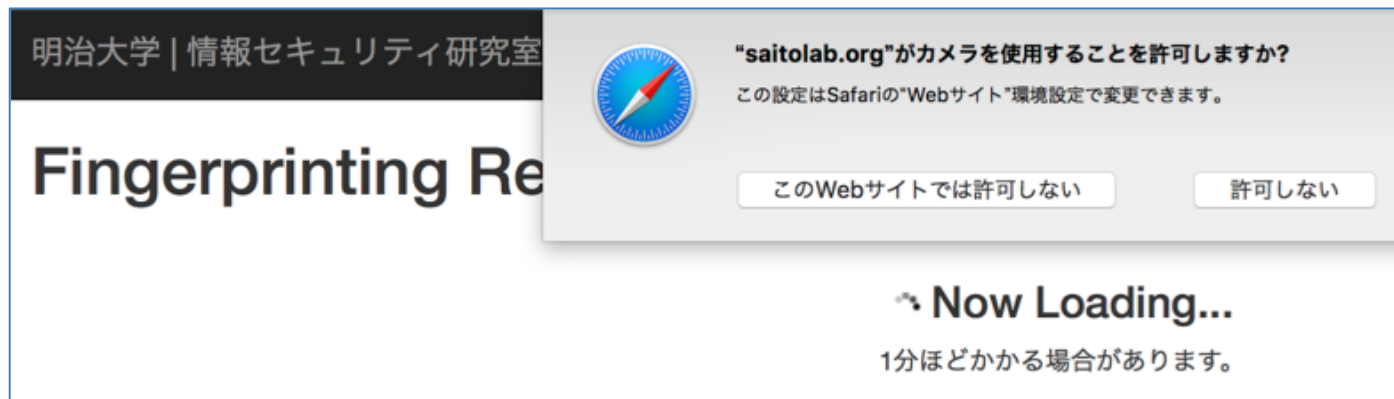 明治大学 | 情報セキュリティ研究室
“saitolab.org”がカメラを使用することを許可しますか?
この設定はSafariの“Webサイト”環境設定で変更できます。
Fingerprinting Re
このWebサイトでは許可しない
許可しない
Now Loading...
1分ほどかかる場合があります。